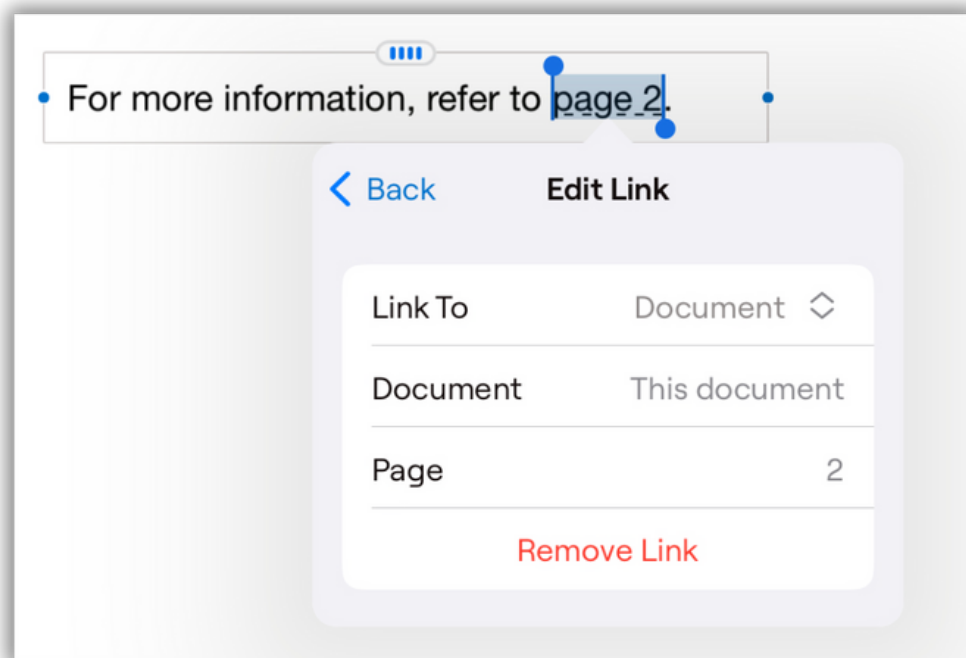 For more information, refer to page 2.
Back
Edit Link
Link To Document
Document This document
Page 2
Remove Link